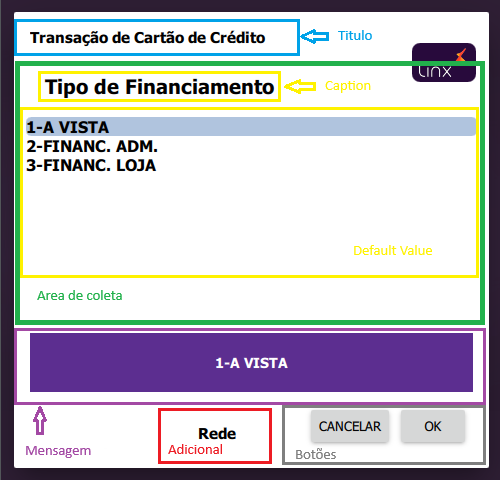 Transação de Cartão de Crédito
Titulo
Linx
Tipo de Financiamento
Caption
1-A VISTA
2-FINANC. ADM.
3-FINANC. LOJA
Default Value
Area de coleta
1-A VISTA
Mensagem
Rede
Adicional
CANCELAR
OK
Botões